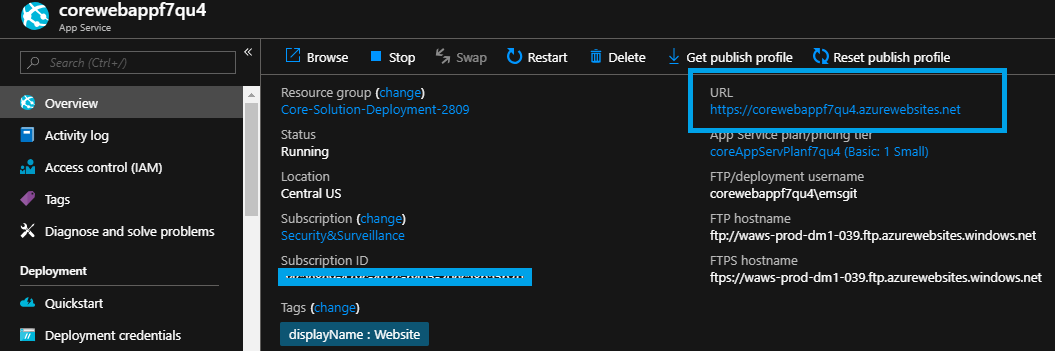 corewebappf7qu4
App Service
Search (Ctrl+/)
Overview
Activity log
Access control (IAM)
Tags
Diagnose and solve problems
Deployment
Quickstart
Deployment credentials
Browse Stop Swap Restart Delete Get publish profile Reset publish profile
Resource group (change)
Core-Solution-Deployment-2809
Status
Running
Location
Central US
Subscription (change)
Security&Surveillance
Subscription ID
Tags (change)
displayName : Website
URL
https://corewebappf7qu4.azurewebsites.net
App Service plan/pricing tier
coreAppServPlanf7qu4 (Basic: 1 Small)
FTP/deployment username
corewebappf7qu4\emsgit
FTP hostname
ftp://waws-prod-dm1-039.ftp.azurewebsites.windows.net
FTPS hostname
ftps://waws-prod-dm1-039.ftp.azurewebsites.windows.net